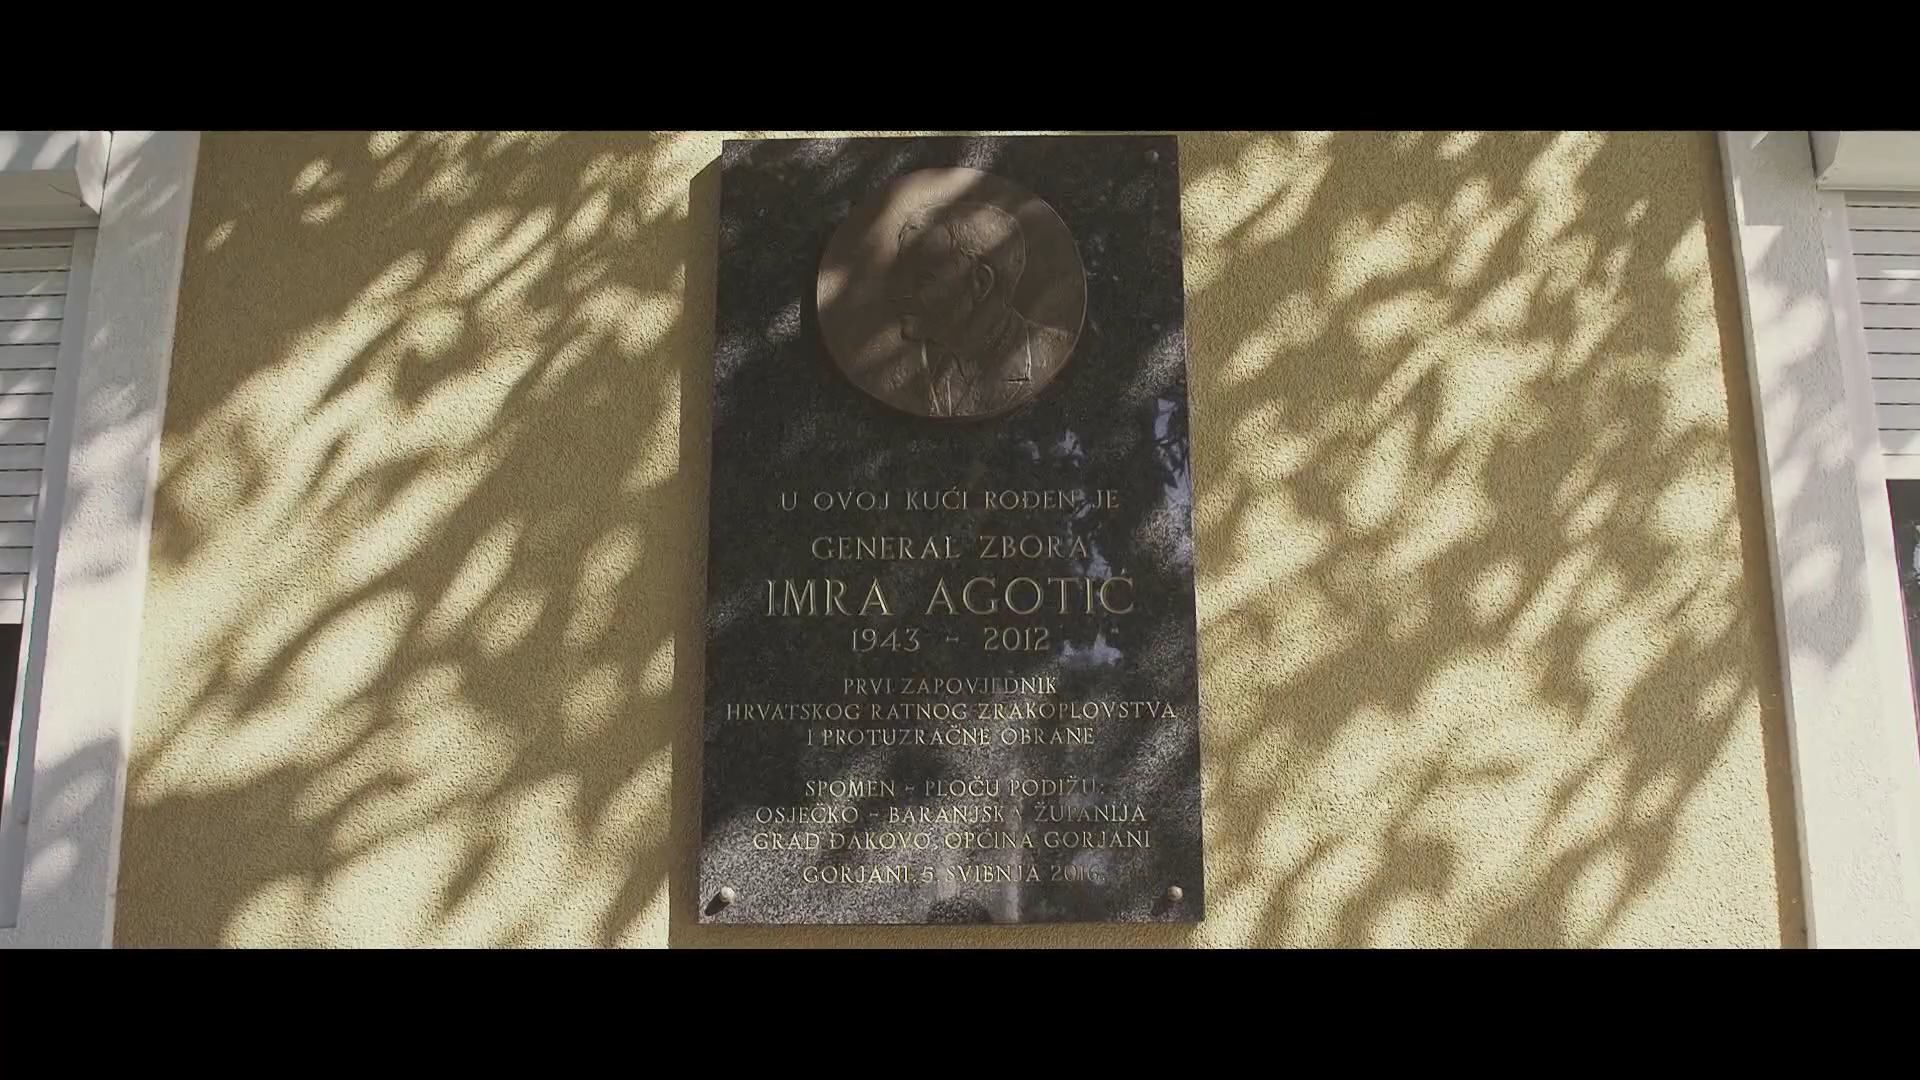 U OVOJ KUĆI ROĐEN JE
GENERAL ZBORA
IMRA AGOTIĆ
1943 - 2012
PRVI ZAPOVJEDNIK
HRVATSKOG RATNOG ZRAKOPLOVSTVA
I PROTUZRAČNE OBRANE
SPOMEN - PLOČU PODIŽU:
OSJEČKO - BARANJSKA ŽUPANIJA
GRAD ĐAKOVO, OPĆINA GORJANI
GORJANI, 5. SVIBNJA 2016.